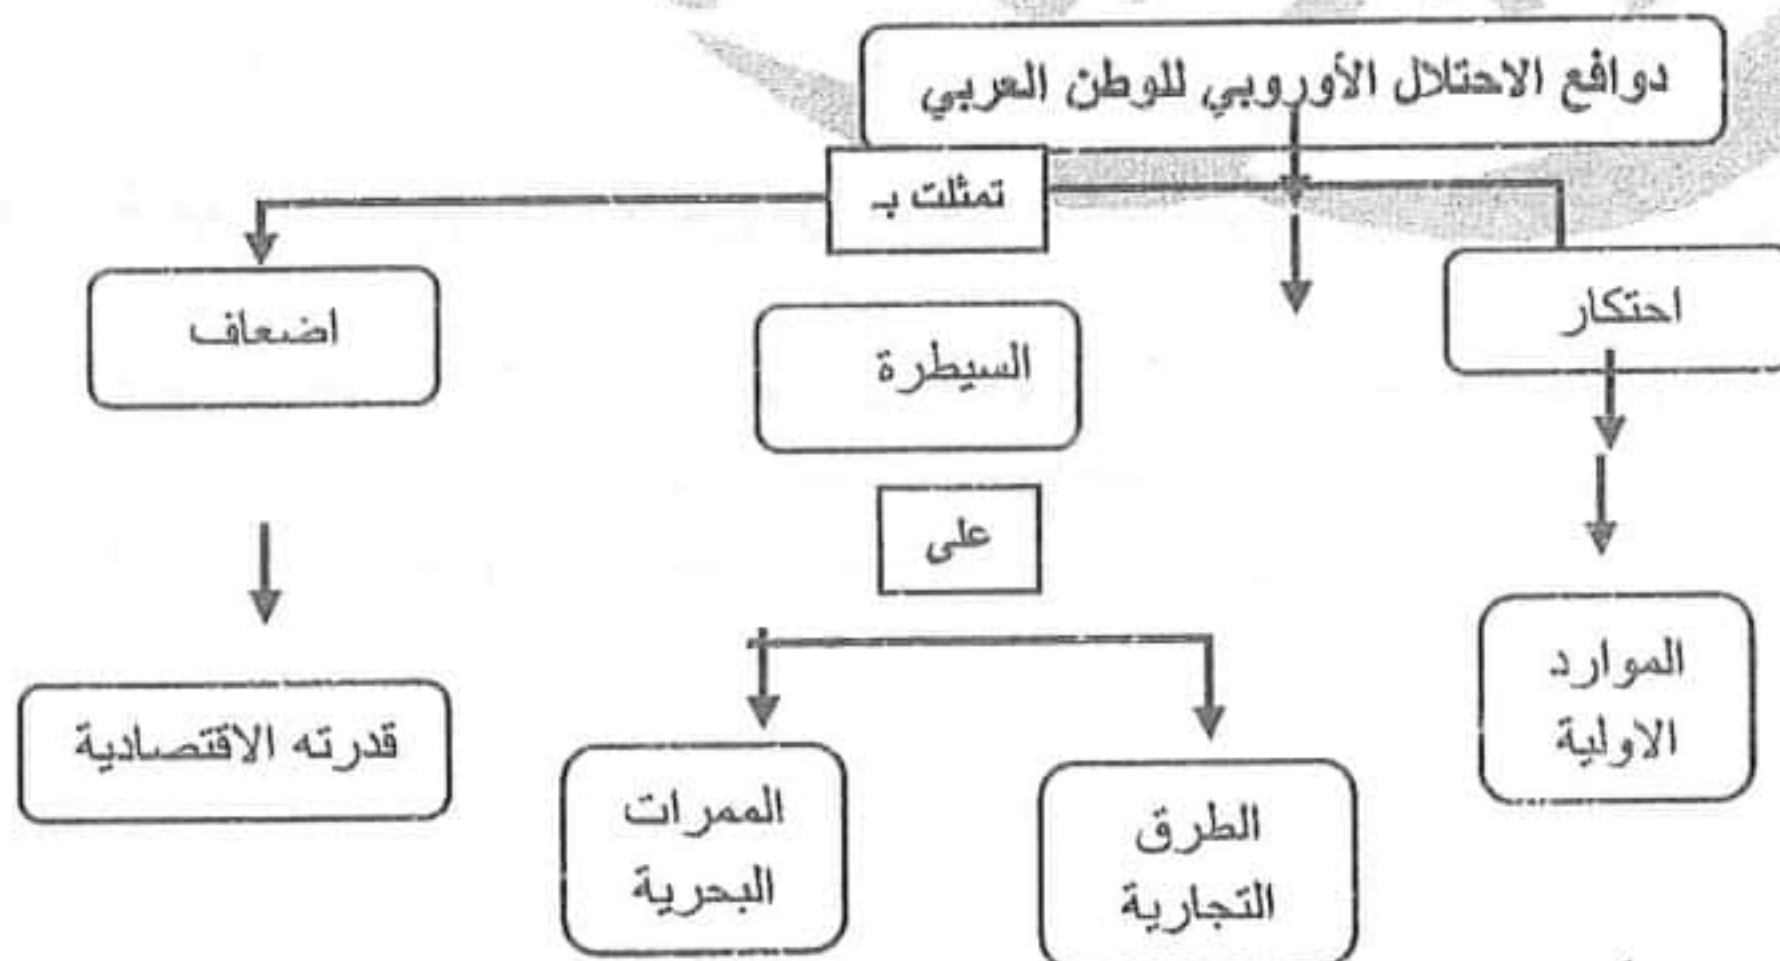 دوافع الاحتلال الأوروبي للوطن العربي
تمثلت بـ
احتكار
السيطرة
اضعاف
على
الموارد
الاولية
الطرق
التجارية
الممرات
البحرية
قدرته الاقتصادية